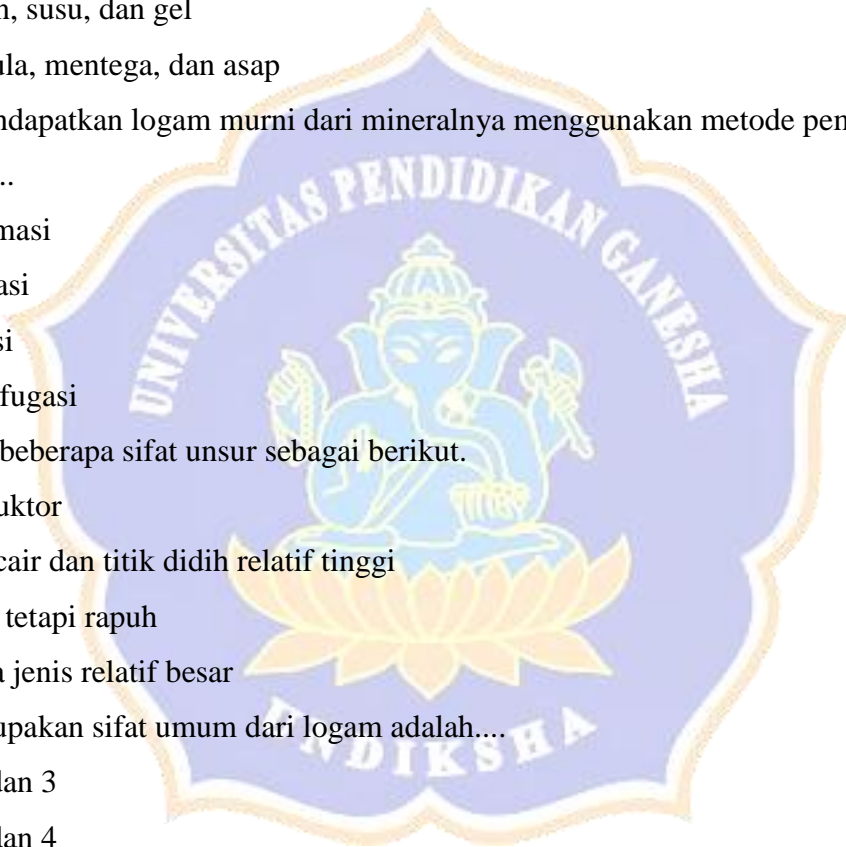 n, susu, dan gel
ula, mentega, dan asap
ndapatkan logam murni dari mineralnya menggunakan metode pen
..
masi
asi
si
fugasi
beberapa sifat unsur sebagai berikut.
uktor
cair dan titik didih relatif tinggi
tetapi rapuh
a jenis relatif besar
upakan sifat umum dari logam adalah....
dan 3
dan 4
UNIVERSITAS PENDIDIKAN GANESHA
UNDIKSHA